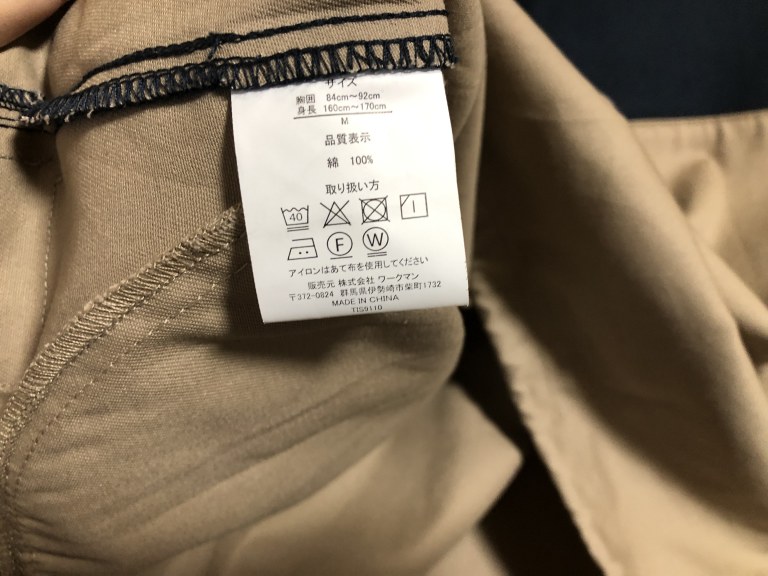 サイズ
胸囲 84cm～92cm
身長 160cm～170cm
M
品質表示
綿 100%
取り扱い方
40
F W
アイロンはあて布を使用してください
販売元 株式会社 ワークマン
〒372-0824 群馬県伊勢崎市柴町1732
MADE IN CHINA